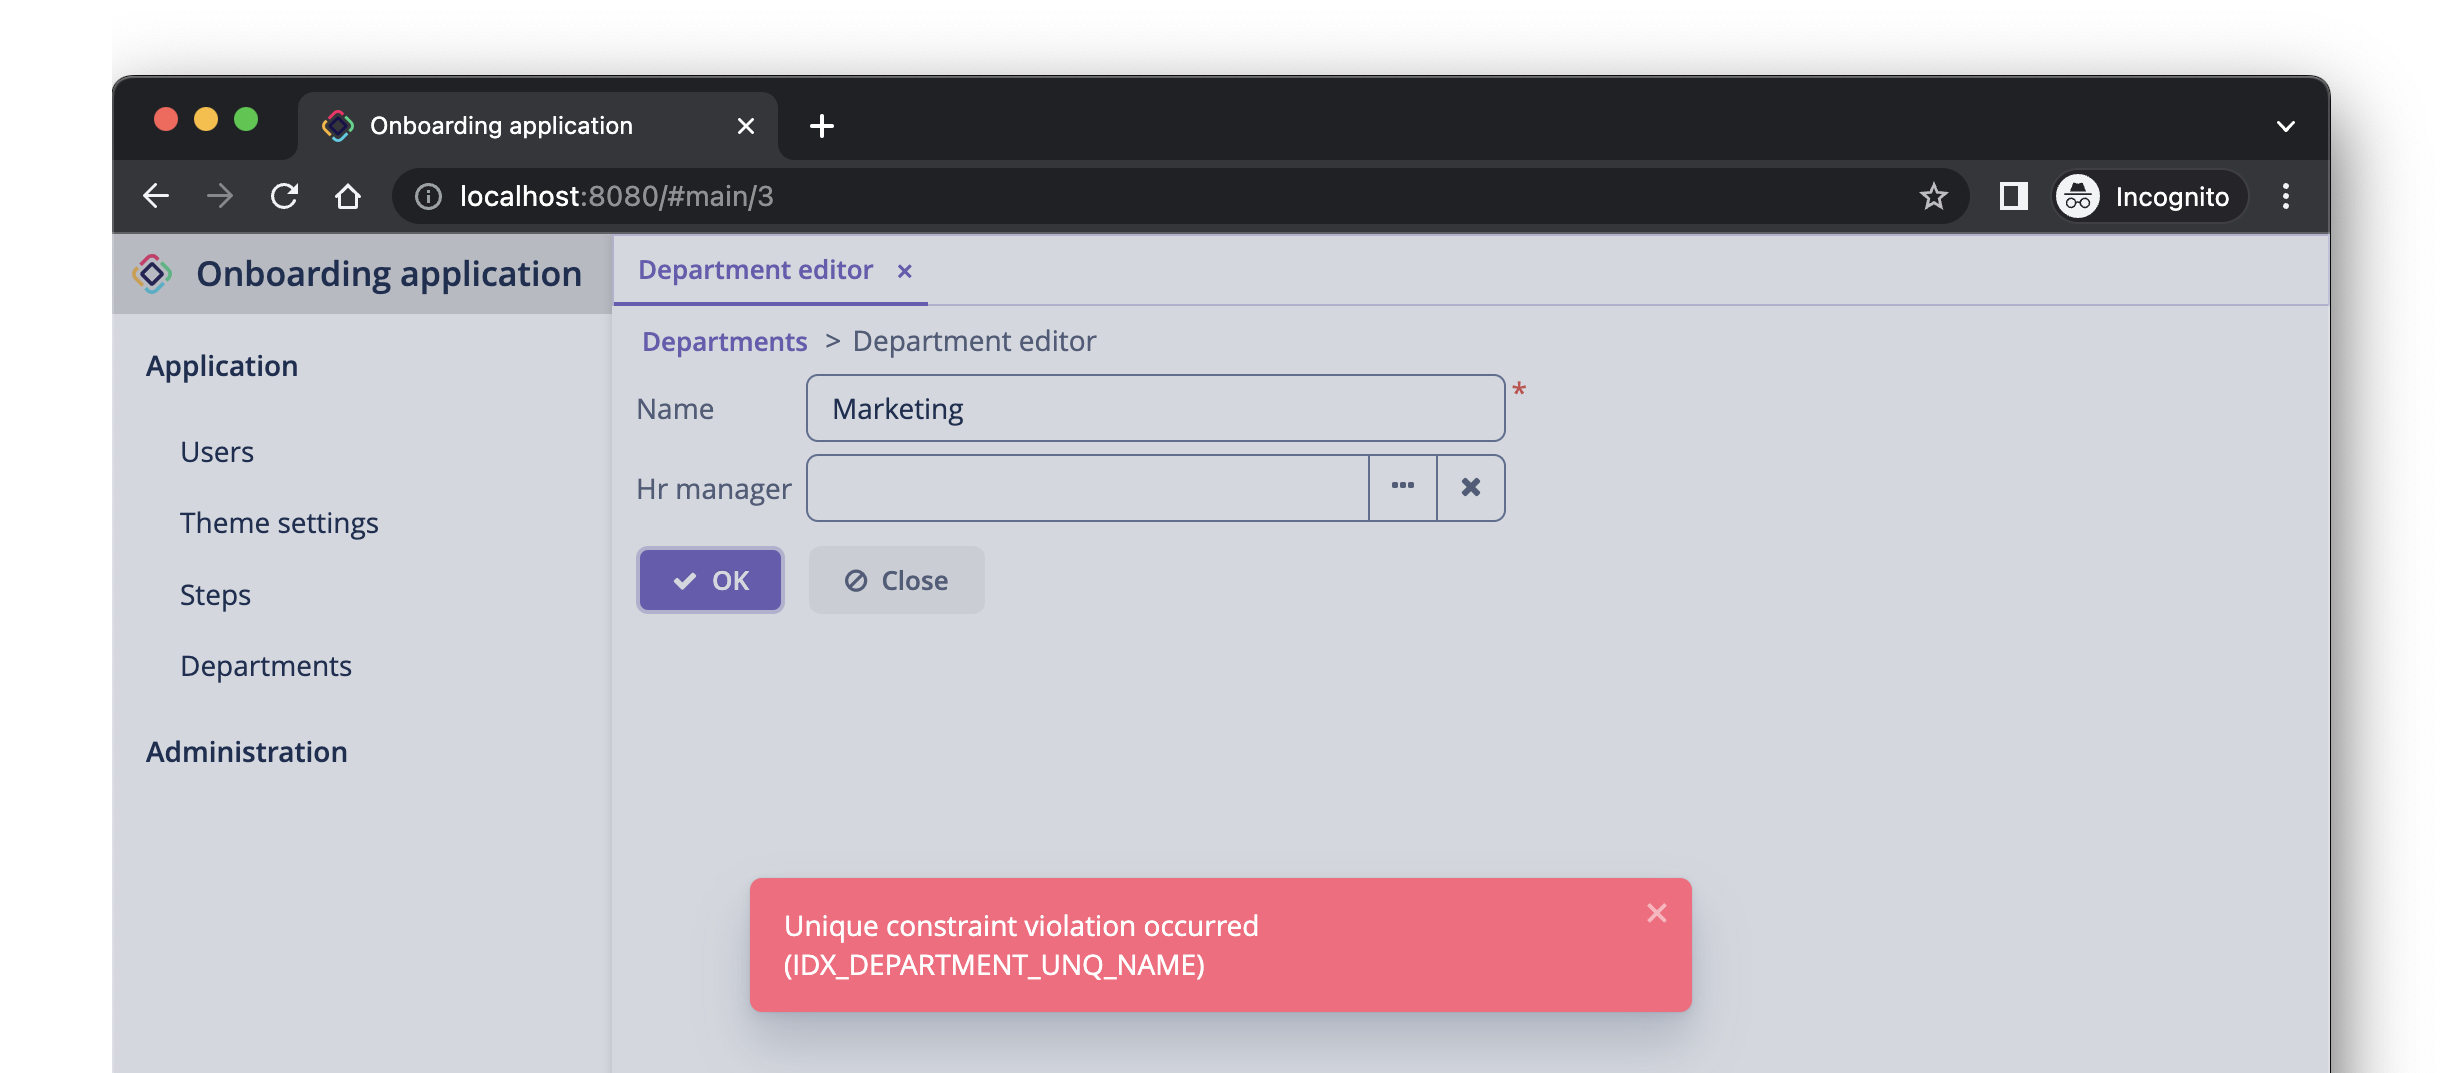 Onboarding application
localhost:8080/#main/3
Incognito
Onboarding application
Application
Users
Theme settings
Steps
Departments
Administration
Department editor
Departments > Department editor
Name Marketing *
Hr manager
OK Close
Unique constraint violation occurred
(IDX_DEPARTMENT_UNQ_NAME)